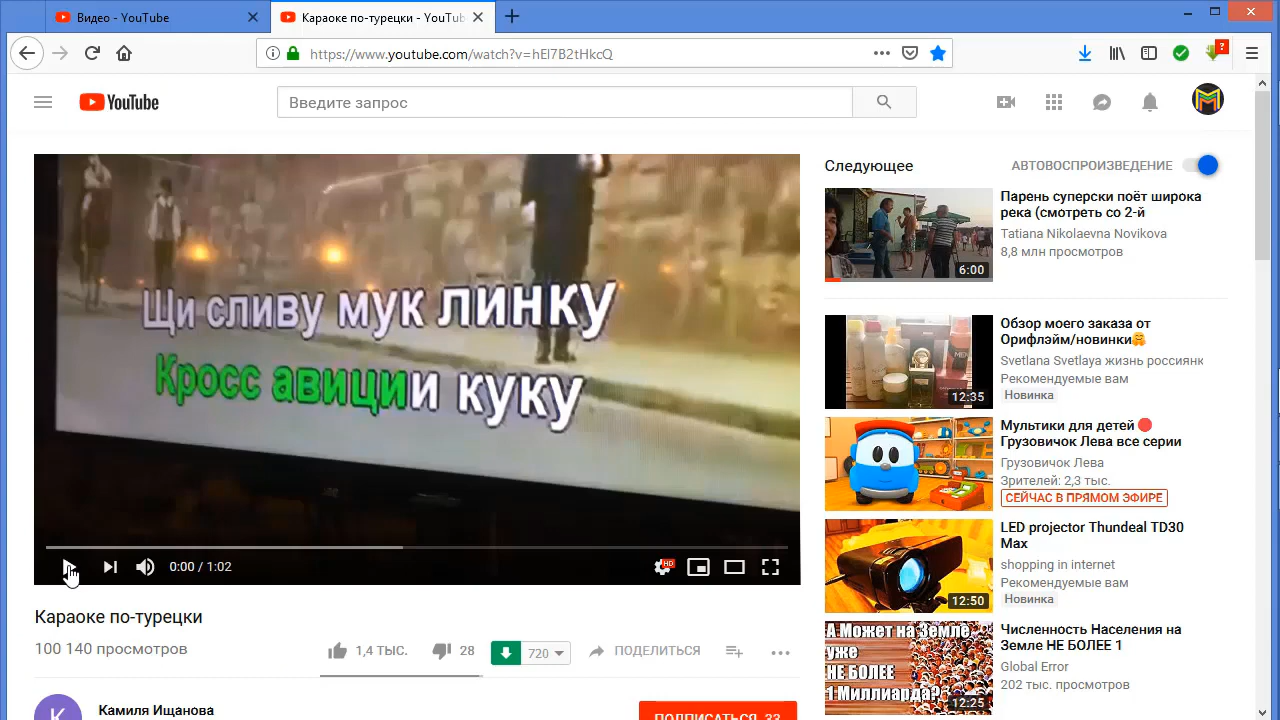 Видео - YouTube
Караоке по-турецки - YouTub
https://www.youtube.com/watch?v=hEl7B2tHkcQ
YouTube
Введите запрос
Щи сливу мук линку
Кросс авиции куку
0:00 / 1:02
HD
Караоке по-турецки
100 140 просмотров
1,4 ТЫС.
28
720
ПОДЕЛИТЬСЯ
Камиля Ищанова
ПОДПИСАТЬСЯ 33
Следующее
АВТОВОСПРОИЗВЕДЕНИЕ
Парень суперски поёт широка
река (смотреть со 2-й
Tatiana Nikolaevna Novikova
8,8 млн просмотров
6:00
Обзор моего заказа от
Орифлэйм/новинки🤗
Svetlana Svetlaya жизнь россиянк
Рекомендуемые вам
Новинка
12:35
Мультики для детей 🔴
Грузовичок Лева все серии
Грузовичок Лева
Зрителей: 2,3 тыс.
СЕЙЧАС В ПРЯМОМ ЭФИРЕ
LED projector Thundeal TD30
Max
shopping in internet
Рекомендуемые вам
Новинка
12:50
Численность Населения на
Земле НЕ БОЛЕЕ 1
Global Error
202 тыс. просмотров
А Может на Земле
уже
НЕ БОЛЕЕ
1 Миллиарда?
12:25